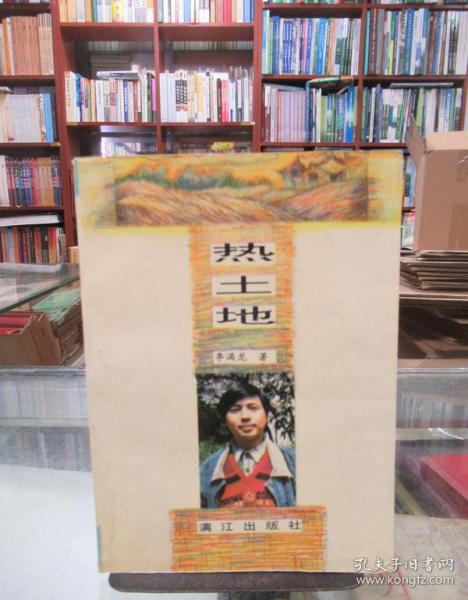 热
土
地
李满龙 著
漓江出版社
孔夫子旧书网
www.kongfz.com